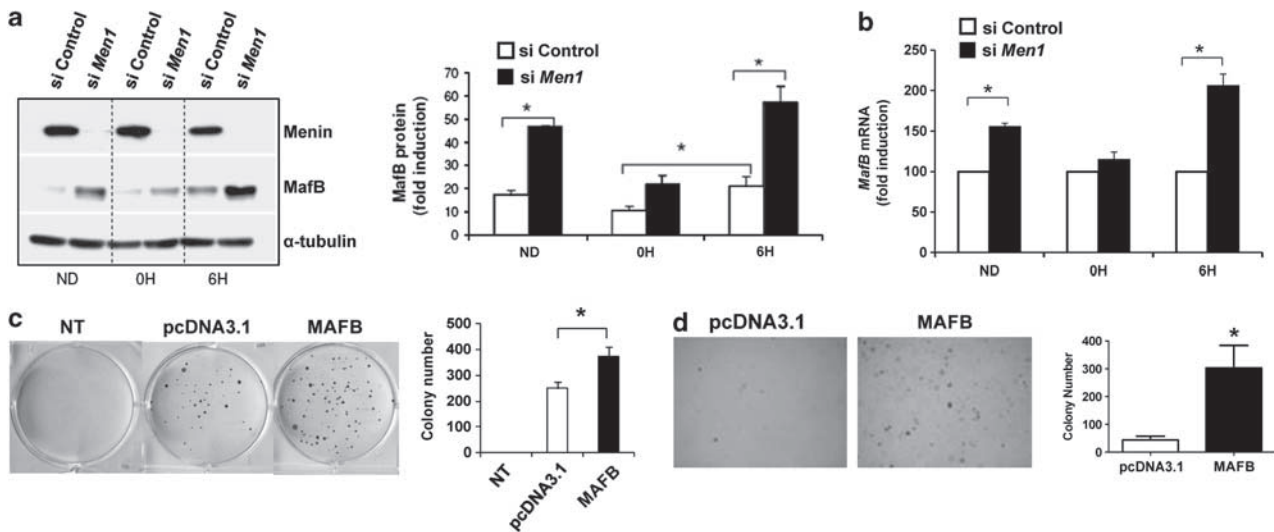 a
si Control
si Men1
si Control
si Men1
si Control
si Men1
Menin
MafB
α-tubulin
ND
0H
6H
si Control
si Men1
MafB protein
(fold induction)
70
60
50
40
30
20
10
0
*
*
*
ND
0H
6H
b
si Control
si Men1
MafB mRNA
(fold induction)
250
200
150
100
50
0
*
*
ND
0H
6H
c
NT
pcDNA3.1
MAFB
Colony number
500
400
300
200
100
0
*
NT
pcDNA3.1
MAFB
d
pcDNA3.1
MAFB
Colony Number
400
300
200
100
0
*
pcDNA3.1
MAFB